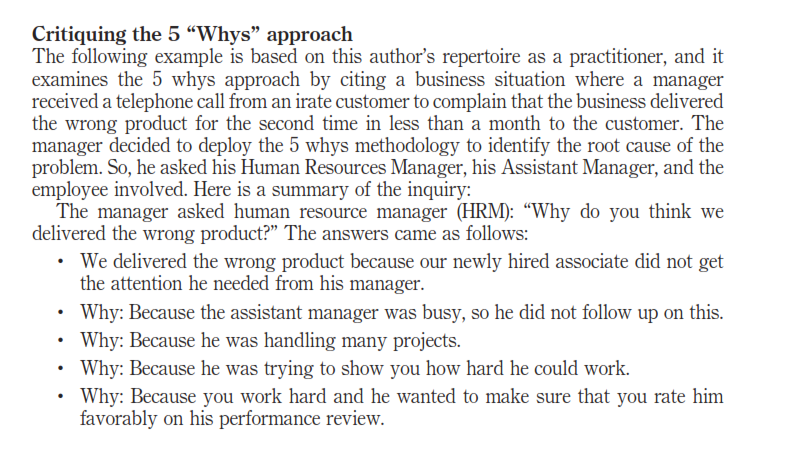 Critiquing the 5 “Whys” approach
The following example is based on this author’s repertoire as a practitioner, and it
examines the 5 whys approach by citing a business situation where a manager
received a telephone call from an irate customer to complain that the business delivered
the wrong product for the second time in less than a month to the customer. The
manager decided to deploy the 5 whys methodology to identify the root cause of the
problem. So, he asked his Human Resources Manager, his Assistant Manager, and the
employee involved. Here is a summary of the inquiry:
The manager asked human resource manager (HRM): “Why do you think we
delivered the wrong product?” The answers came as follows:
• We delivered the wrong product because our newly hired associate did not get
the attention he needed from his manager.
• Why: Because the assistant manager was busy, so he did not follow up on this.
• Why: Because he was handling many projects.
• Why: Because he was trying to show you how hard he could work.
• Why: Because you work hard and he wanted to make sure that you rate him
favorably on his performance review.